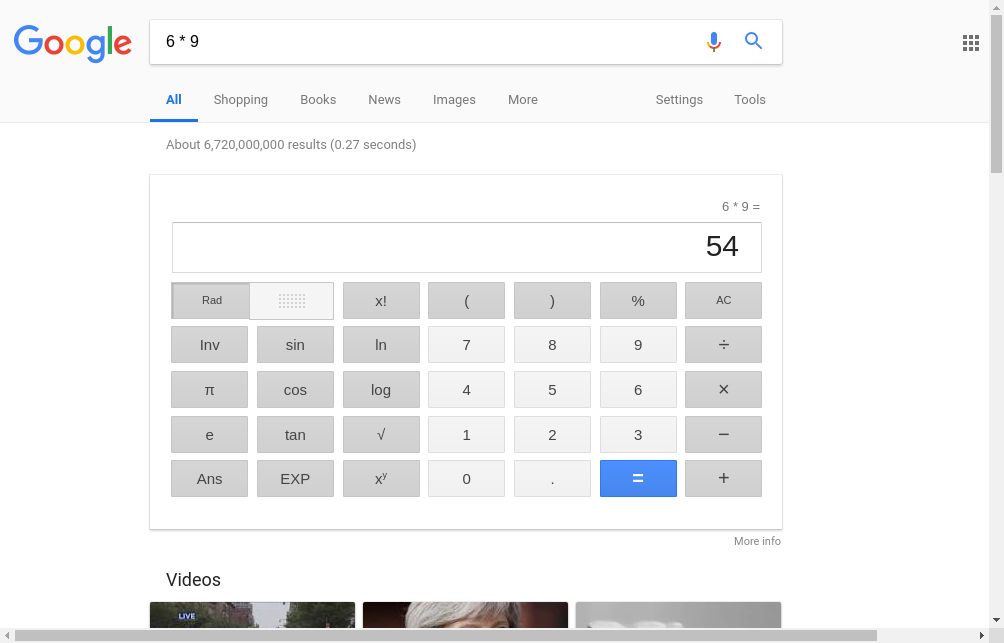 Google
6 * 9
All Shopping Books News Images More Settings Tools
About 6,720,000,000 results (0.27 seconds)
6 * 9 =
54
Rad x! ( ) % AC
Inv sin ln 7 8 9 ÷
π cos log 4 5 6 ×
e tan √ 1 2 3 −
Ans EXP xʸ 0 . = +
More info
Videos
LIVE